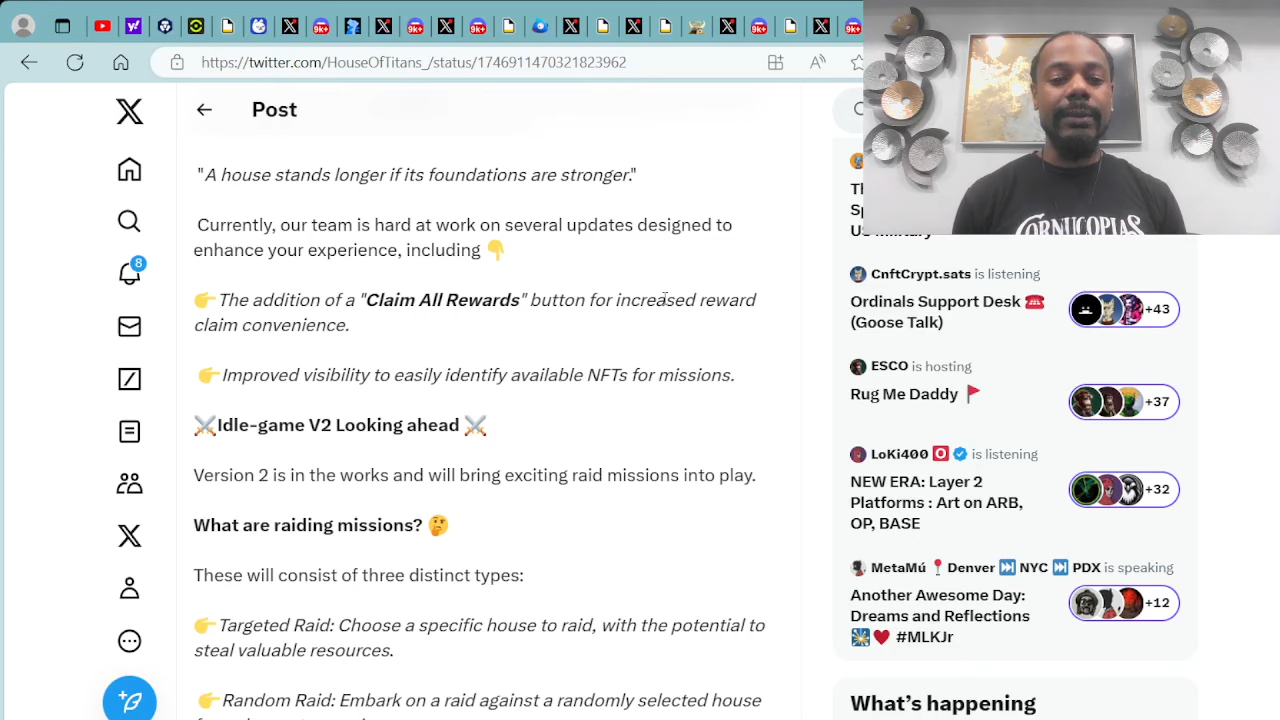 https://twitter.com/HouseOfTitans_/status/1746911470321823962
Post
"A house stands longer if its foundations are stronger."
Currently, our team is hard at work on several updates designed to
enhance your experience, including 👇
👉The addition of a "Claim All Rewards" button for increased reward
claim convenience.
👉Improved visibility to easily identify available NFTs for missions.
⚔️Idle-game V2 Looking ahead ⚔️
Version 2 is in the works and will bring exciting raid missions into play.
What are raiding missions? 🤔
These will consist of three distinct types:
👉Targeted Raid: Choose a specific house to raid, with the potential to
steal valuable resources.
👉Random Raid: Embark on a raid against a randomly selected house
8
9k+
9k+
9k+
9k+
9k+
CORNUCOPIAS
CnftCrypt.sats is listening
Ordinals Support Desk ☎️
(Goose Talk)
+43
ESCO is hosting
Rug Me Daddy 🚩
+37
LoKi400 🅾️ is listening
NEW ERA: Layer 2
Platforms : Art on ARB,
OP, BASE
+32
MetaMú 📍Denver ⏭️ NYC ⏭️ PDX is speaking
Another Awesome Day:
Dreams and Reflections
🎇❤️ #MLKJr
+12
What's happening